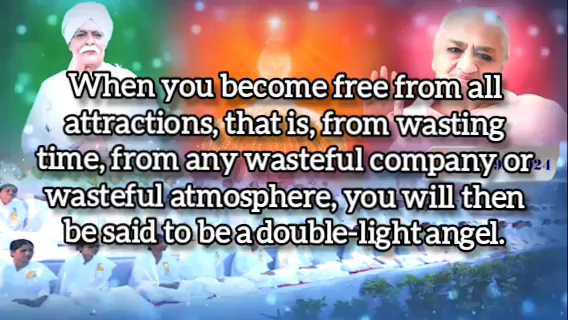 When you become free from all
attractions, that is, from wasting
time, from any wasteful company or
wasteful atmosphere, you will then
be said to be a double-light angel.